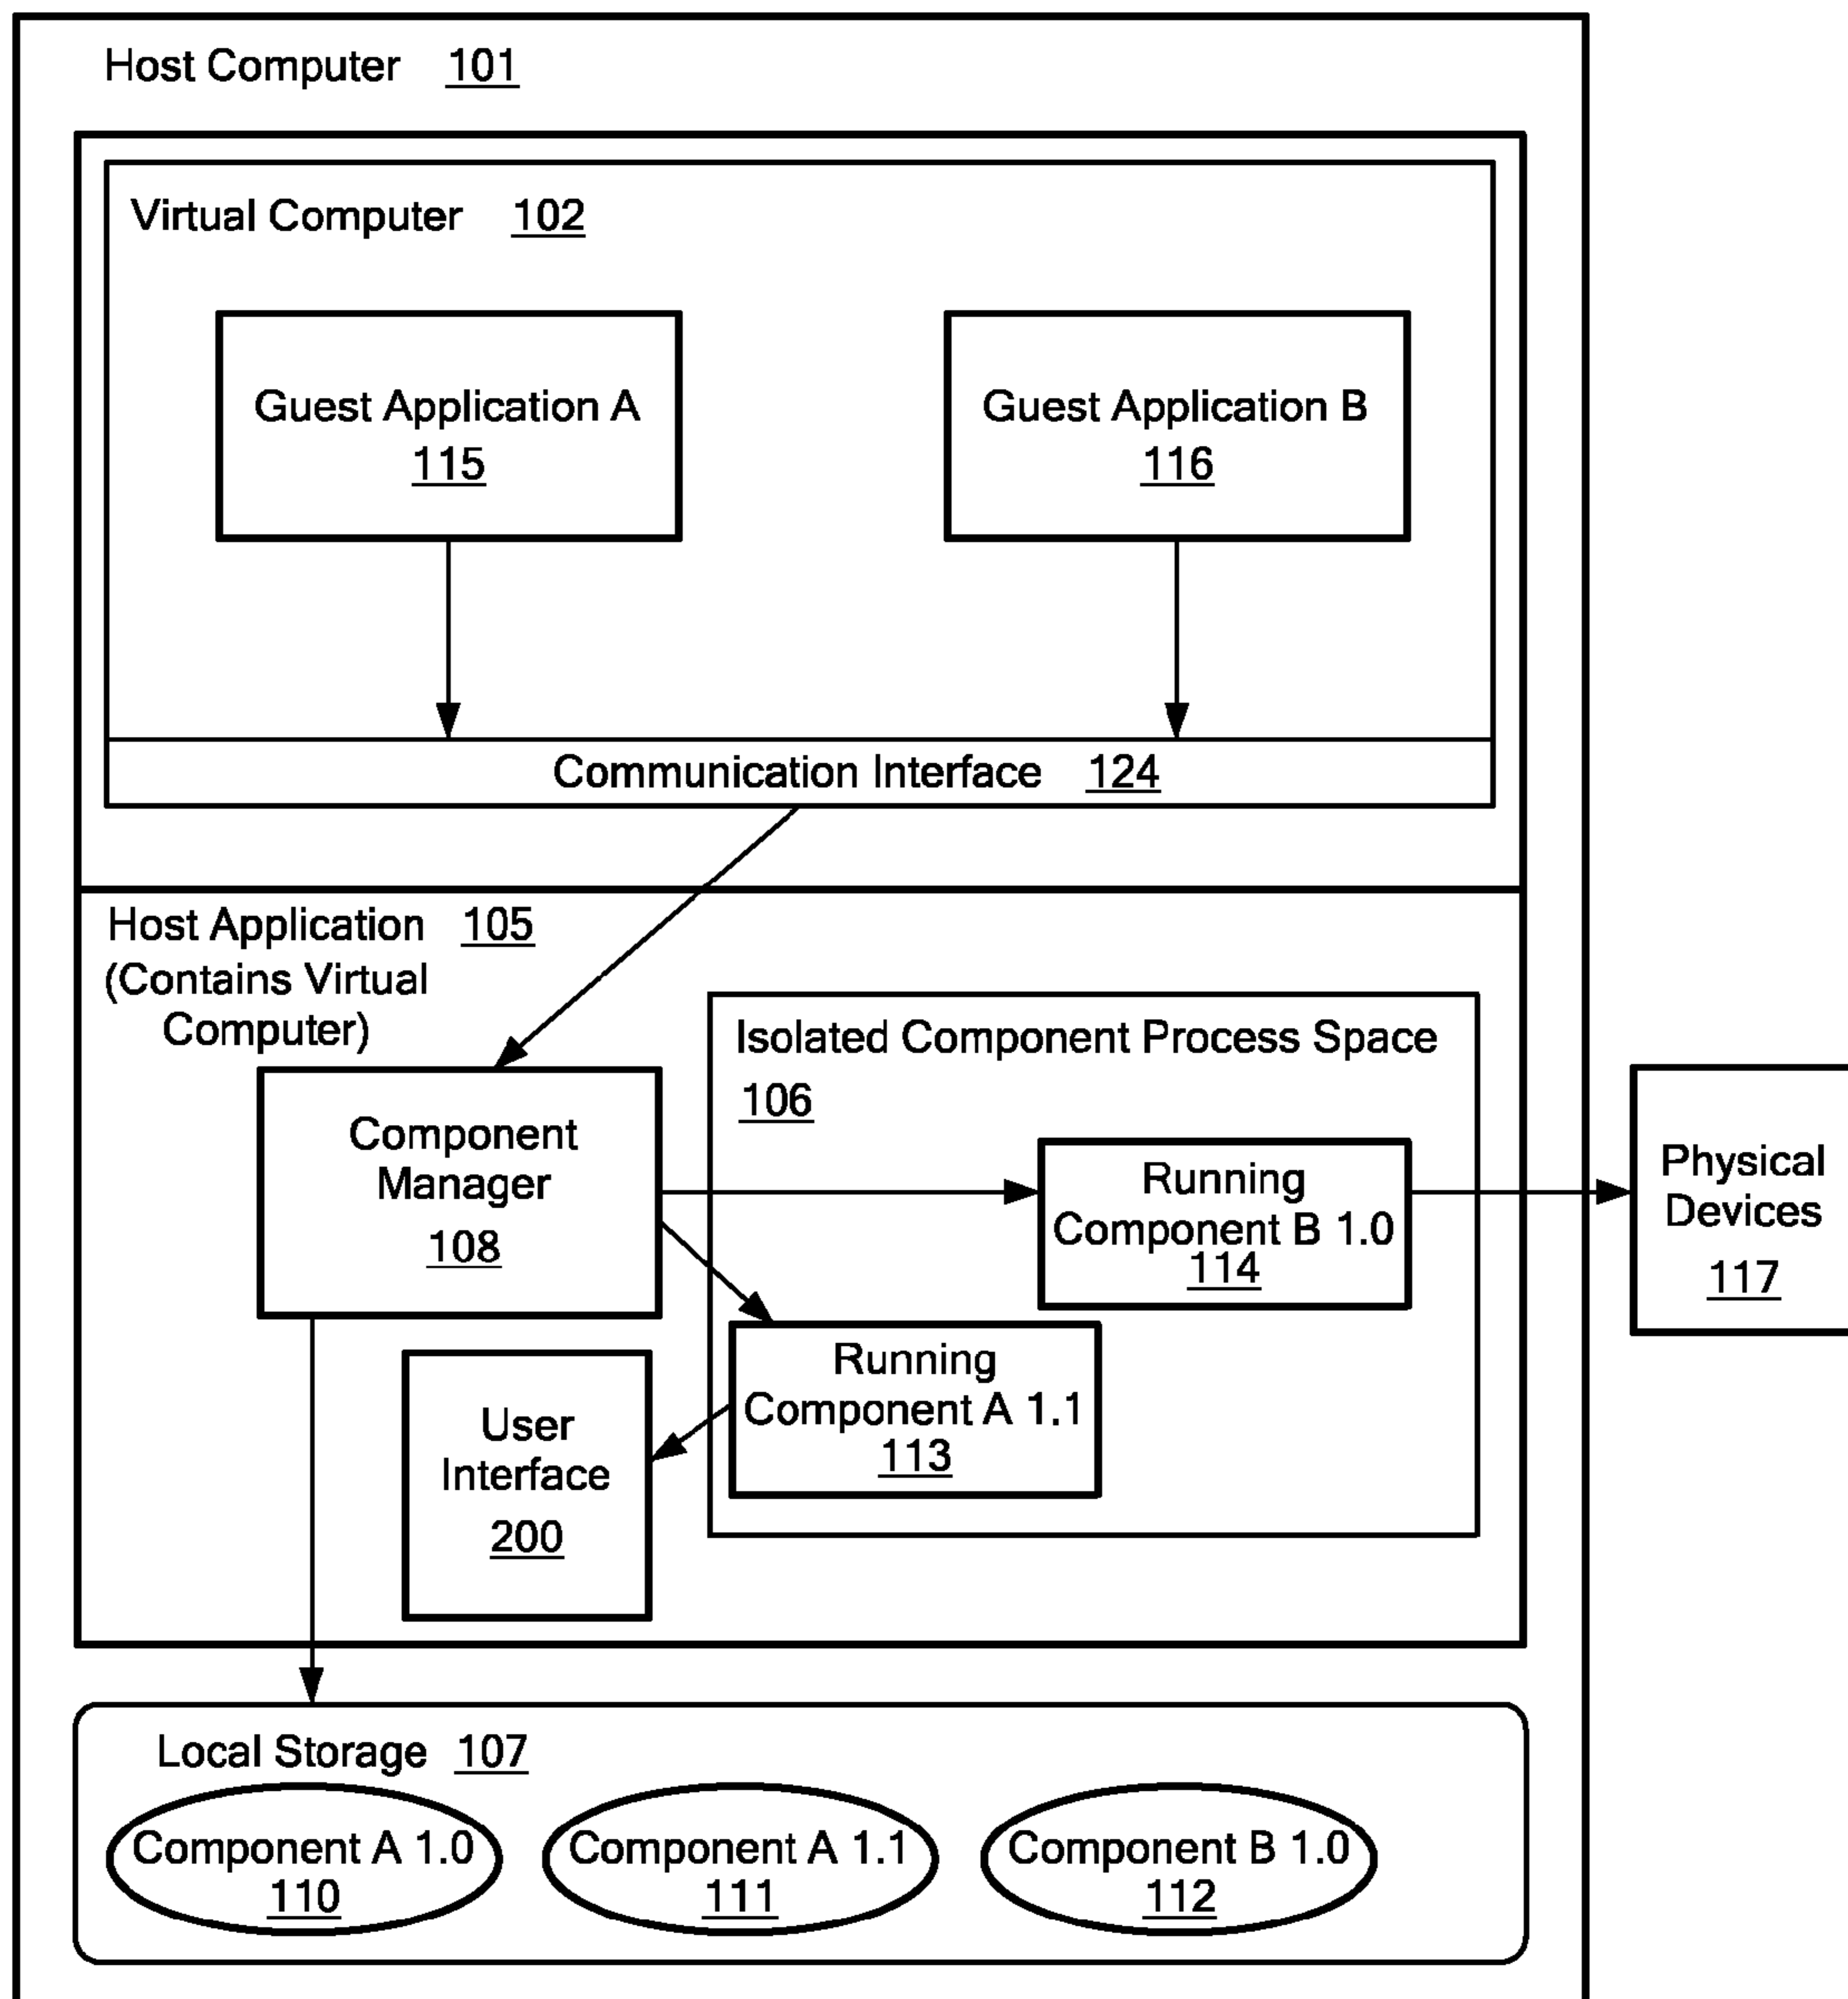 Host Computer 101
Virtual Computer 102
Guest Application A
115
Guest Application B
116
Communication Interface 124
Host Application 105
(Contains Virtual
Computer)
Component
Manager
108
Isolated Component Process Space
106
Running
Component B 1.0
114
Physical
Devices
117
Running
Component A 1.1
113
User
Interface
200
Local Storage 107
Component A 1.0
110
Component A 1.1
111
Component B 1.0
112